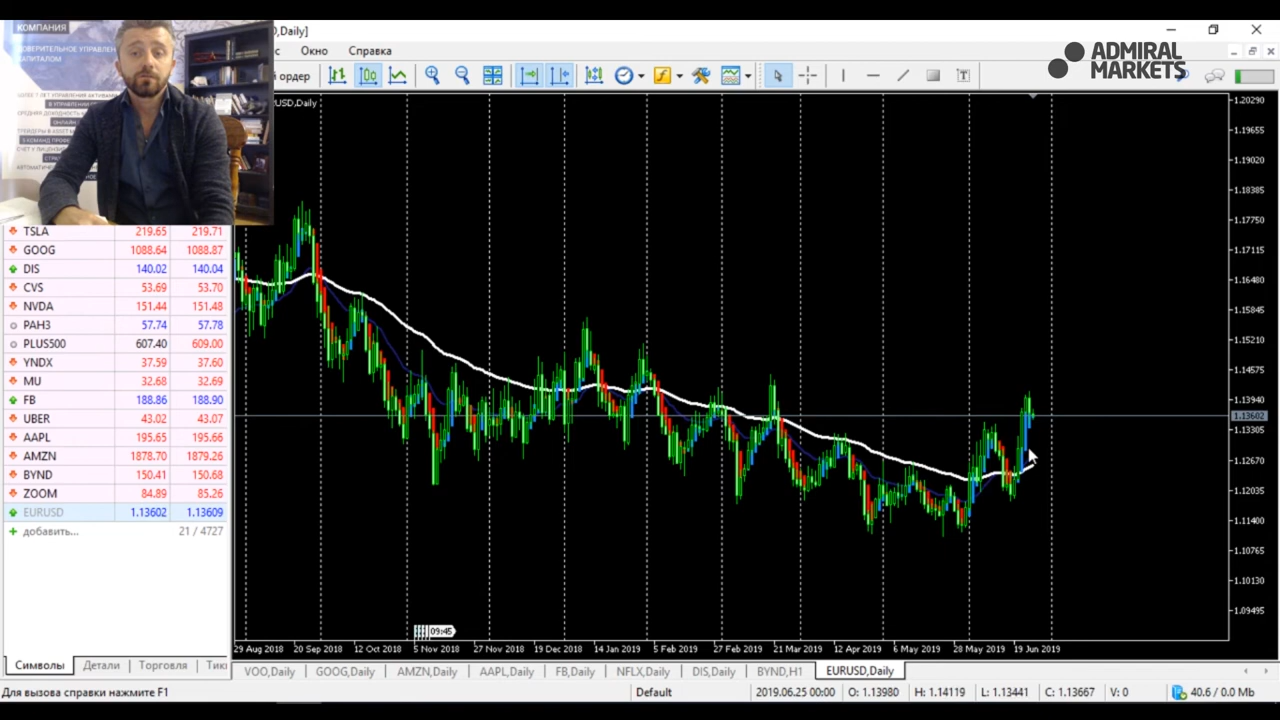 КОМПАНИЯ
ДОВЕРИТЕЛЬНОЕ УПРАВЛЕН
КАПИТАЛОМ
В УПРАВЛЕНИИ
ОНЛАЙН
D,Daily]
Окно Справка
й ордер
ADMIRAL
MARKETS
USD,Daily
TSLA 219.65 219.71
GOOG 1088.64 1088.87
DIS 140.02 140.04
CVS 53.69 53.70
NVDA 151.44 151.48
PAH3 57.74 57.78
PLUS500 607.40 609.00
YNDX 37.59 37.60
MU 32.68 32.69
FB 188.86 188.90
UBER 43.02 43.07
AAPL 195.65 195.66
AMZN 1878.70 1879.26
BYND 150.41 150.68
ZOOM 84.89 85.26
EURUSD 1.13602 1.13609
добавить... 21 / 4727
Символы Детали Торговля Тик
1.20290
1.19655
1.19020
1.18385
1.17750
1.17115
1.16480
1.15845
1.15210
1.14575
1.13940
1.13602
1.13305
1.12670
1.12035
1.11400
1.10765
1.10130
1.09495
09:45
29 Aug 2018 20 Sep 2018 12 Oct 2018 5 Nov 2018 27 Nov 2018 19 Dec 2018 14 Jan 2019 5 Feb 2019 27 Feb 2019 21 Mar 2019 12 Apr 2019 6 May 2019 28 May 2019 19 Jun 2019
VOO,Daily GOOG,Daily AMZN,Daily AAPL,Daily FB,Daily NFLX,Daily DIS,Daily BYND,H1 EURUSD,Daily
Для вызова справки нажмите F1 Default 2019.06.25 00:00 O: 1.13980 H: 1.14119 L: 1.13441 C: 1.13667 V: 0 40.6 / 0.0 Mb